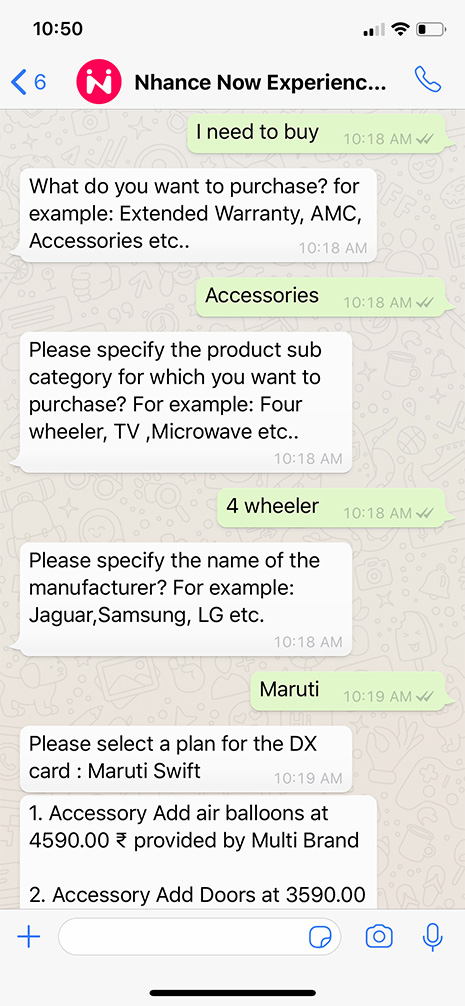 10:50
6
Nhance Now Experienc...
I need to buy
10:18 AM
What do you want to purchase? for
example: Extended Warranty, AMC,
Accessories etc..
10:18 AM
Accessories
10:18 AM
Please specify the product sub
category for which you want to
purchase? For example: Four
wheeler, TV ,Microwave etc..
10:18 AM
4 wheeler
10:18 AM
Please specify the name of the
manufacturer? For example:
Jaguar,Samsung, LG etc.
10:18 AM
Maruti
10:19 AM
Please select a plan for the DX
card : Maruti Swift
10:19 AM
1. Accessory Add air balloons at
4590.00 ₹ provided by Multi Brand
2. Accessory Add Doors at 3590.00